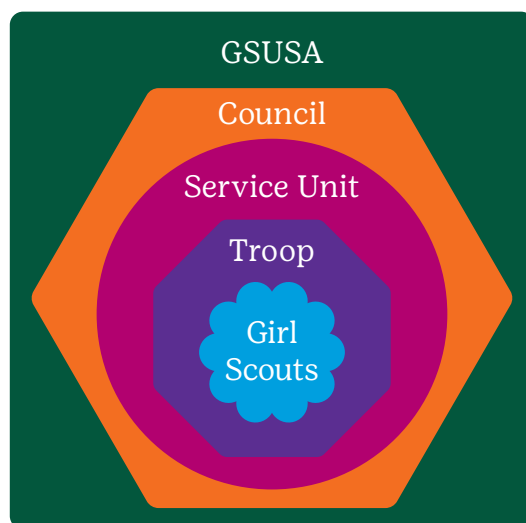 GSUSA
Council
Service Unit
Troop
Girl
Scouts